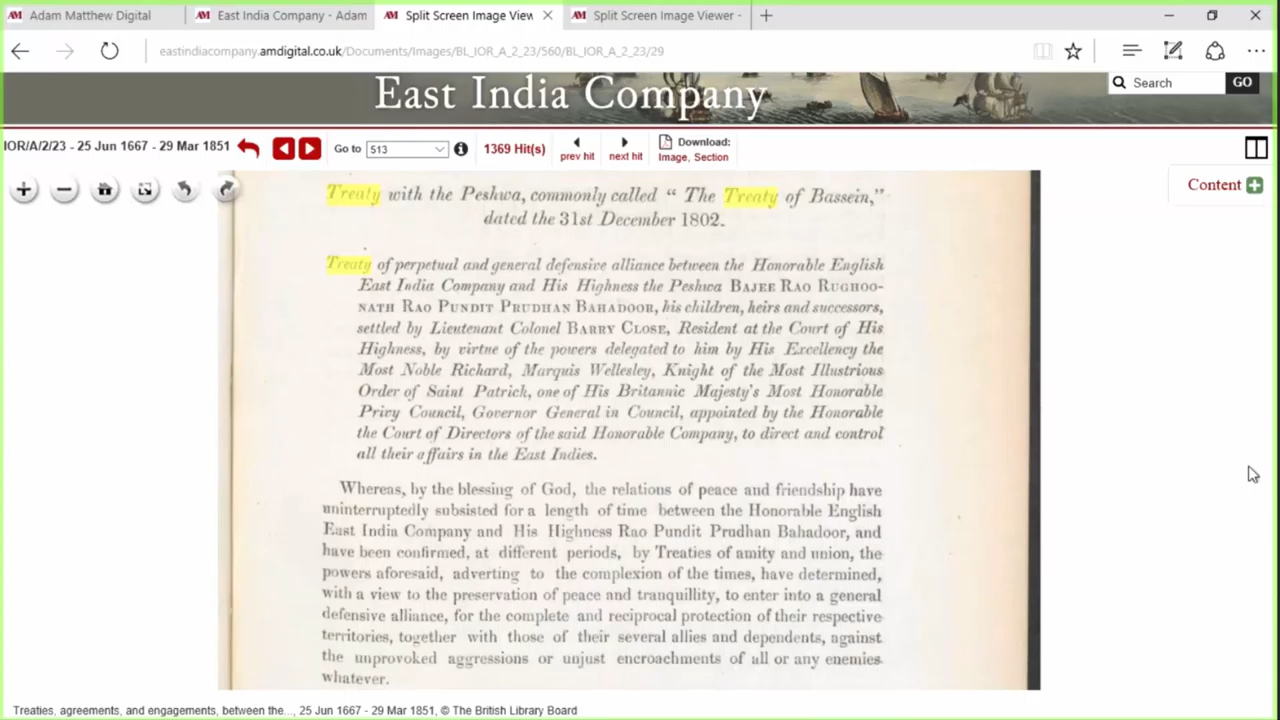 Adam Matthew Digital
East India Company - Adam
Split Screen Image View
Split Screen Image Viewer -
eastindiacompany.amdigital.co.uk/Documents/Images/BL_IOR_A_2_23/560/BL_IOR_A_2_23/29
East India Company
Search GO
IOR/A/2/23 - 25 Jun 1667 - 29 Mar 1851
Go to 513
1369 Hit(s)
prev hit
next hit
Download:
Image, Section
Content
Treaty with the Peshwa, commonly called “ The Treaty of Bassein,”
dated the 31st December 1802.
Treaty of perpetual and general defensive alliance between the Honorable English
East India Company and His Highness the Peshwa BAJEE RAO RUGHOO-
NATH RAO PUNDIT PRUDHAN BAHADOOR, his children, heirs and successors,
settled by Lieutenant Colonel BARRY CLOSE, Resident at the Court of His
Highness, by virtue of the powers delegated to him by His Excellency the
Most Noble Richard, Marquis Wellesley, Knight of the Most Illustrious
Order of Saint Patrick, one of His Britannic Majesty's Most Honorable
Privy Council, Governor General in Council, appointed by the Honorable
the Court of Directors of the said Honorable Company, to direct and control
all their affairs in the East Indies.
Whereas, by the blessing of God, the relations of peace and friendship have
uninterruptedly subsisted for a length of time between the Honorable English
East India Company and His Highness Rao Pundit Prudhan Bahadoor, and
have been confirmed, at different periods, by Treaties of amity and union, the
powers aforesaid, adverting to the complexion of the times, have determined,
with a view to the preservation of peace and tranquillity, to enter into a general
defensive alliance, for the complete and reciprocal protection of their respective
territories, together with those of their several allies and dependents, against
the unprovoked aggressions or unjust encroachments of all or any enemies
whatever.
Treaties, agreements, and engagements, between the..., 25 Jun 1667 - 29 Mar 1851, © The British Library Board